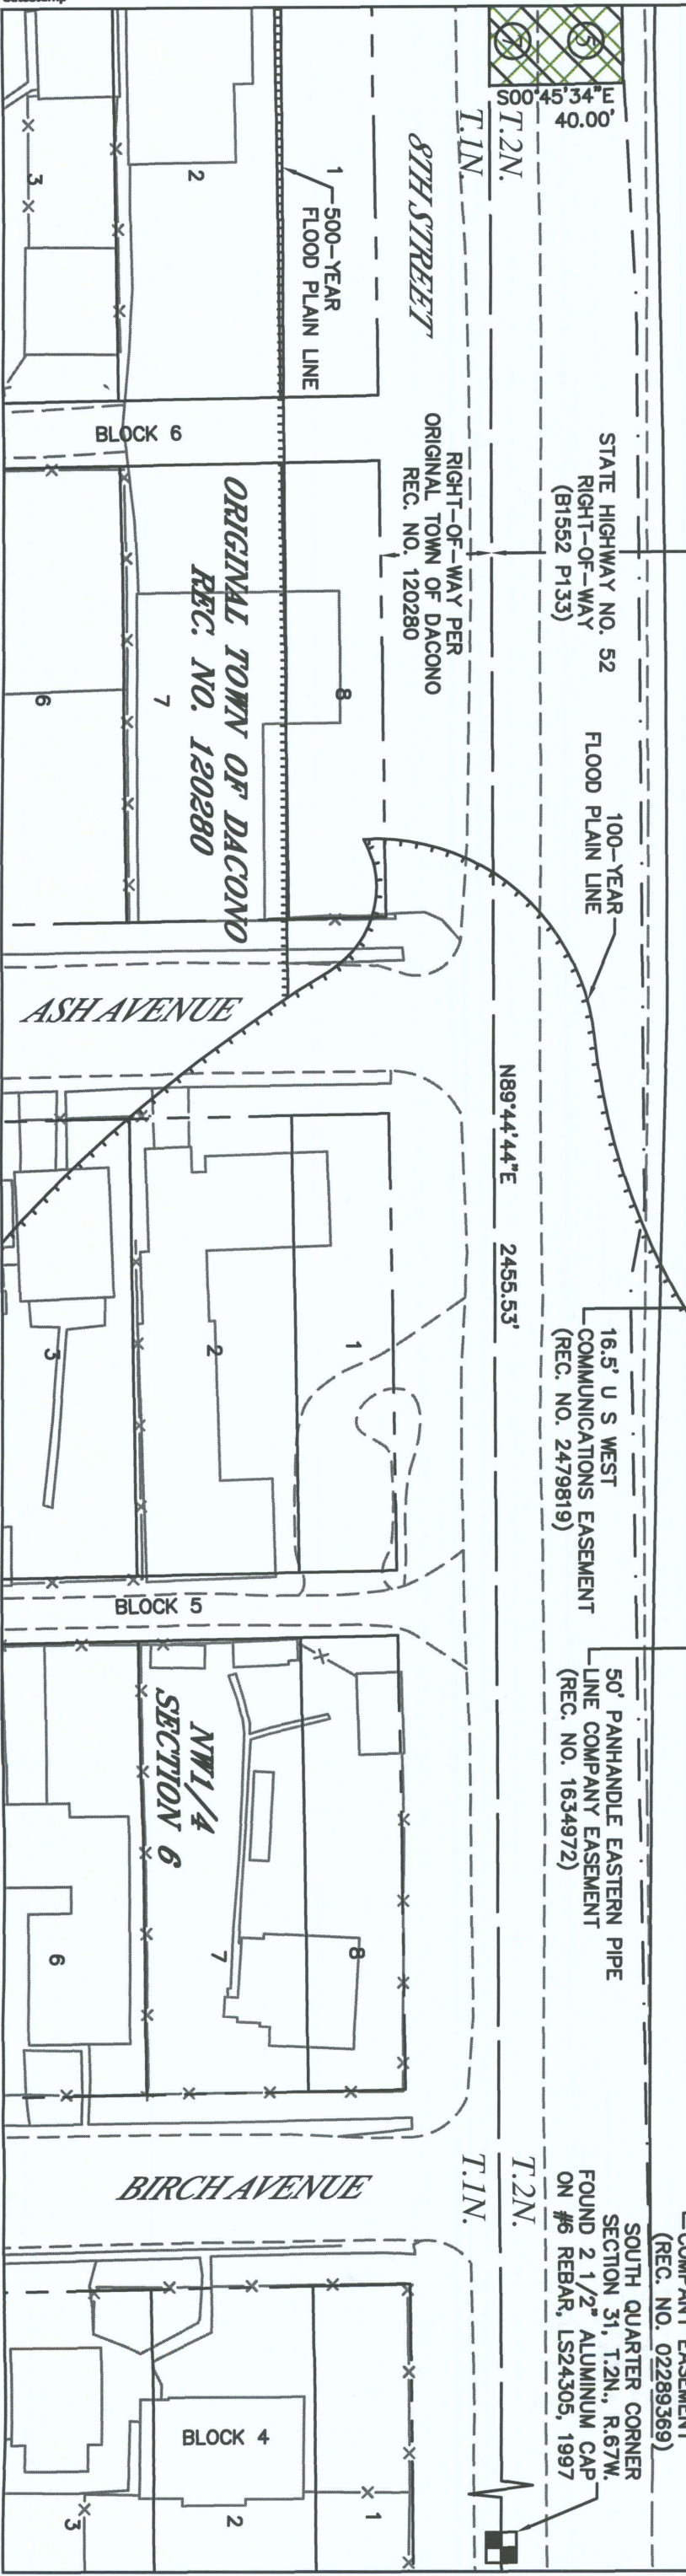 7
5
S00°45'34"E
40.00'
T.2N.
T.1N.
8TH STREET
1
500-YEAR
FLOOD PLAIN LINE
2
3
BLOCK 6
STATE HIGHWAY NO. 52
RIGHT-OF-WAY
(B1552 P133)
RIGHT-OF-WAY PER
ORIGINAL TOWN OF DACONO
REC. NO. 120280
ORIGINAL TOWN OF DACONO
REC. NO. 120280
8
7
6
100-YEAR
FLOOD PLAIN LINE
ASH AVENUE
N89°44'44"E 2455.53'
16.5' U S WEST
COMMUNICATIONS EASEMENT
(REC. NO. 2479819)
1
2
3
BLOCK 5
50' PANHANDLE EASTERN PIPE
LINE COMPANY EASEMENT
(REC. NO. 1634972)
NW1/4
SECTION 6
8
7
6
BIRCH AVENUE
T.2N.
T.1N.
COMPANY EASEMENT
(REC. NO. 02289369)
SOUTH QUARTER CORNER
SECTION 31, T.2N., R.67W.
FOUND 2 1/2" ALUMINUM CAP
ON #6 REBAR, LS24305, 1997
BLOCK 4
1
2
3